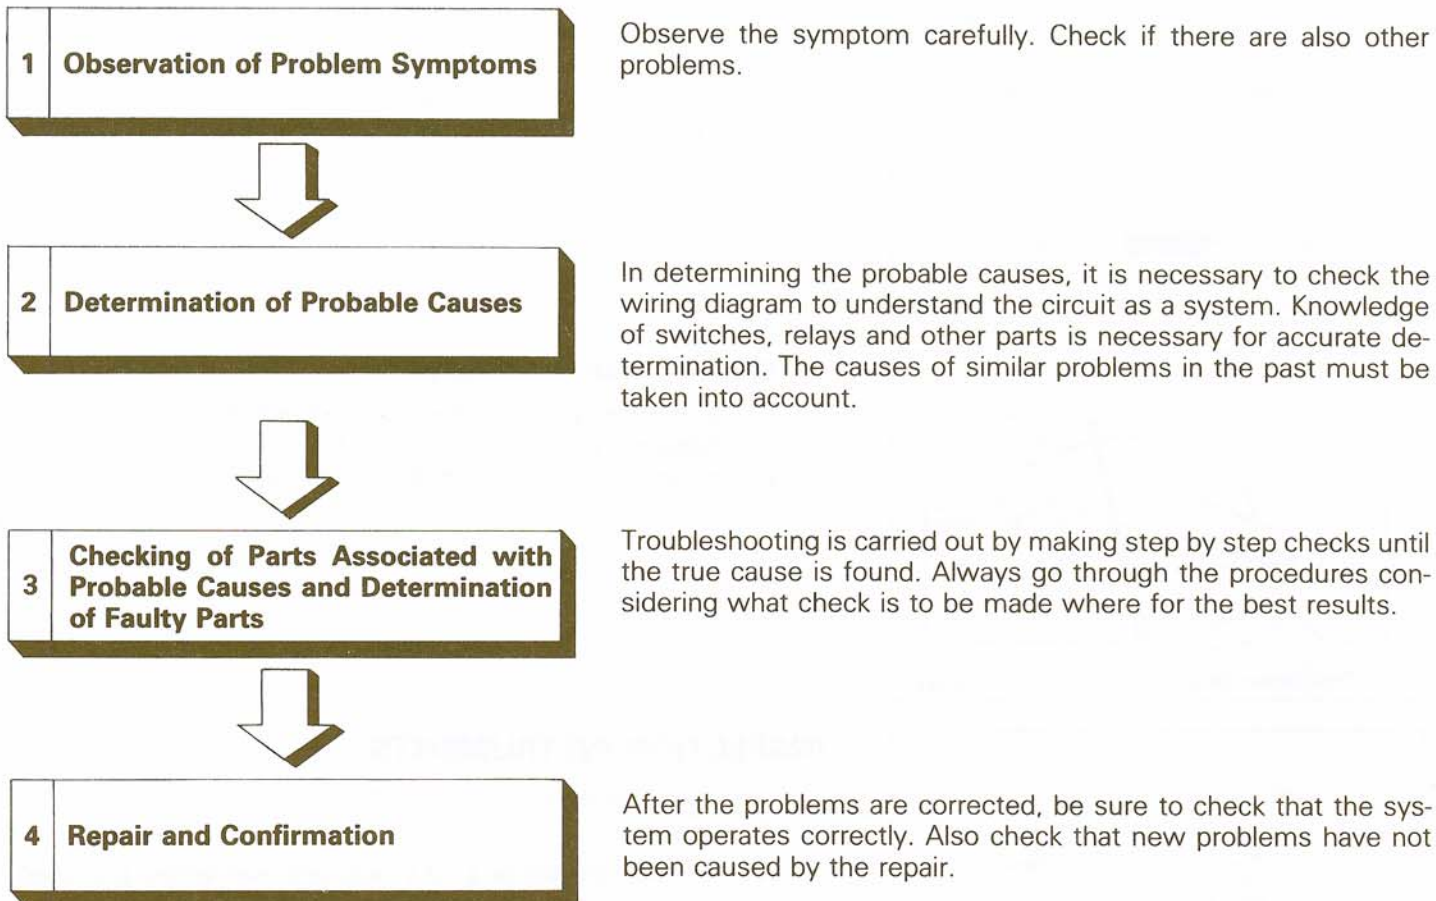 1 Observation of Problem Symptoms
Observe the symptom carefully. Check if there are also other
problems.
2 Determination of Probable Causes
In determining the probable causes, it is necessary to check the
wiring diagram to understand the circuit as a system. Knowledge
of switches, relays and other parts is necessary for accurate de-
termination. The causes of similar problems in the past must be
taken into account.
3
Checking of Parts Associated with
Probable Causes and Determination
of Faulty Parts
Troubleshooting is carried out by making step by step checks until
the true cause is found. Always go through the procedures con-
sidering what check is to be made where for the best results.
4 Repair and Confirmation
After the problems are corrected, be sure to check that the sys-
tem operates correctly. Also check that new problems have not
been caused by the repair.